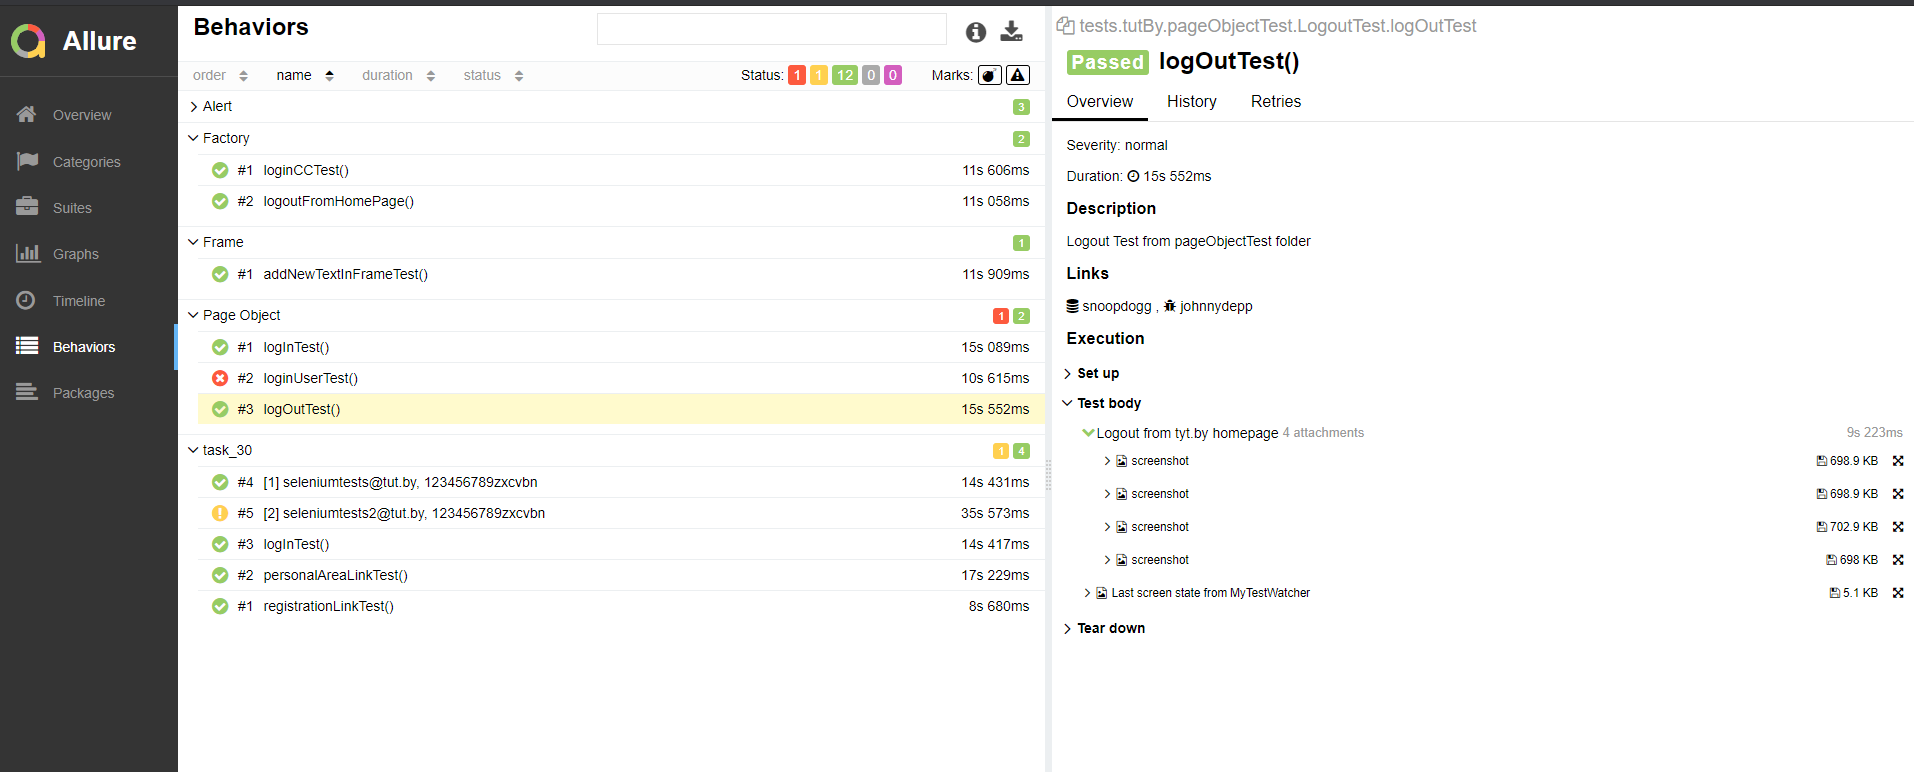 Allure
Overview
Categories
Suites
Graphs
Timeline
Behaviors
Packages
Behaviors
order name duration status Status: 1 1 12 0 0 Marks:
Alert 3
Factory 2
#1 loginCCTest() 11s 606ms
#2 logoutFromHomePage() 11s 058ms
Frame 1
#1 addNewTextInFrameTest() 11s 909ms
Page Object 1 2
#1 logInTest() 15s 089ms
#2 loginUserTest() 10s 615ms
#3 logOutTest() 15s 552ms
task_30 1 4
#4 [1] seleniumtests@tut.by, 123456789zxcvbn 14s 431ms
#5 [2] seleniumtests2@tut.by, 123456789zxcvbn 35s 573ms
#3 logInTest() 14s 417ms
#2 personalAreaLinkTest() 17s 229ms
#1 registrationLinkTest() 8s 680ms
tests.tutBy.pageObjectTest.LogoutTest.logOutTest
Passed logOutTest()
Overview History Retries
Severity: normal
Duration: 15s 552ms
Description
Logout Test from pageObjectTest folder
Links
snoopdogg , johnnydepp
Execution
Set up
Test body
Logout from tyt.by homepage 4 attachments 9s 223ms
screenshot 698.9 KB
screenshot 698.9 KB
screenshot 702.9 KB
screenshot 698 KB
Last screen state from MyTestWatcher 5.1 KB
Tear down